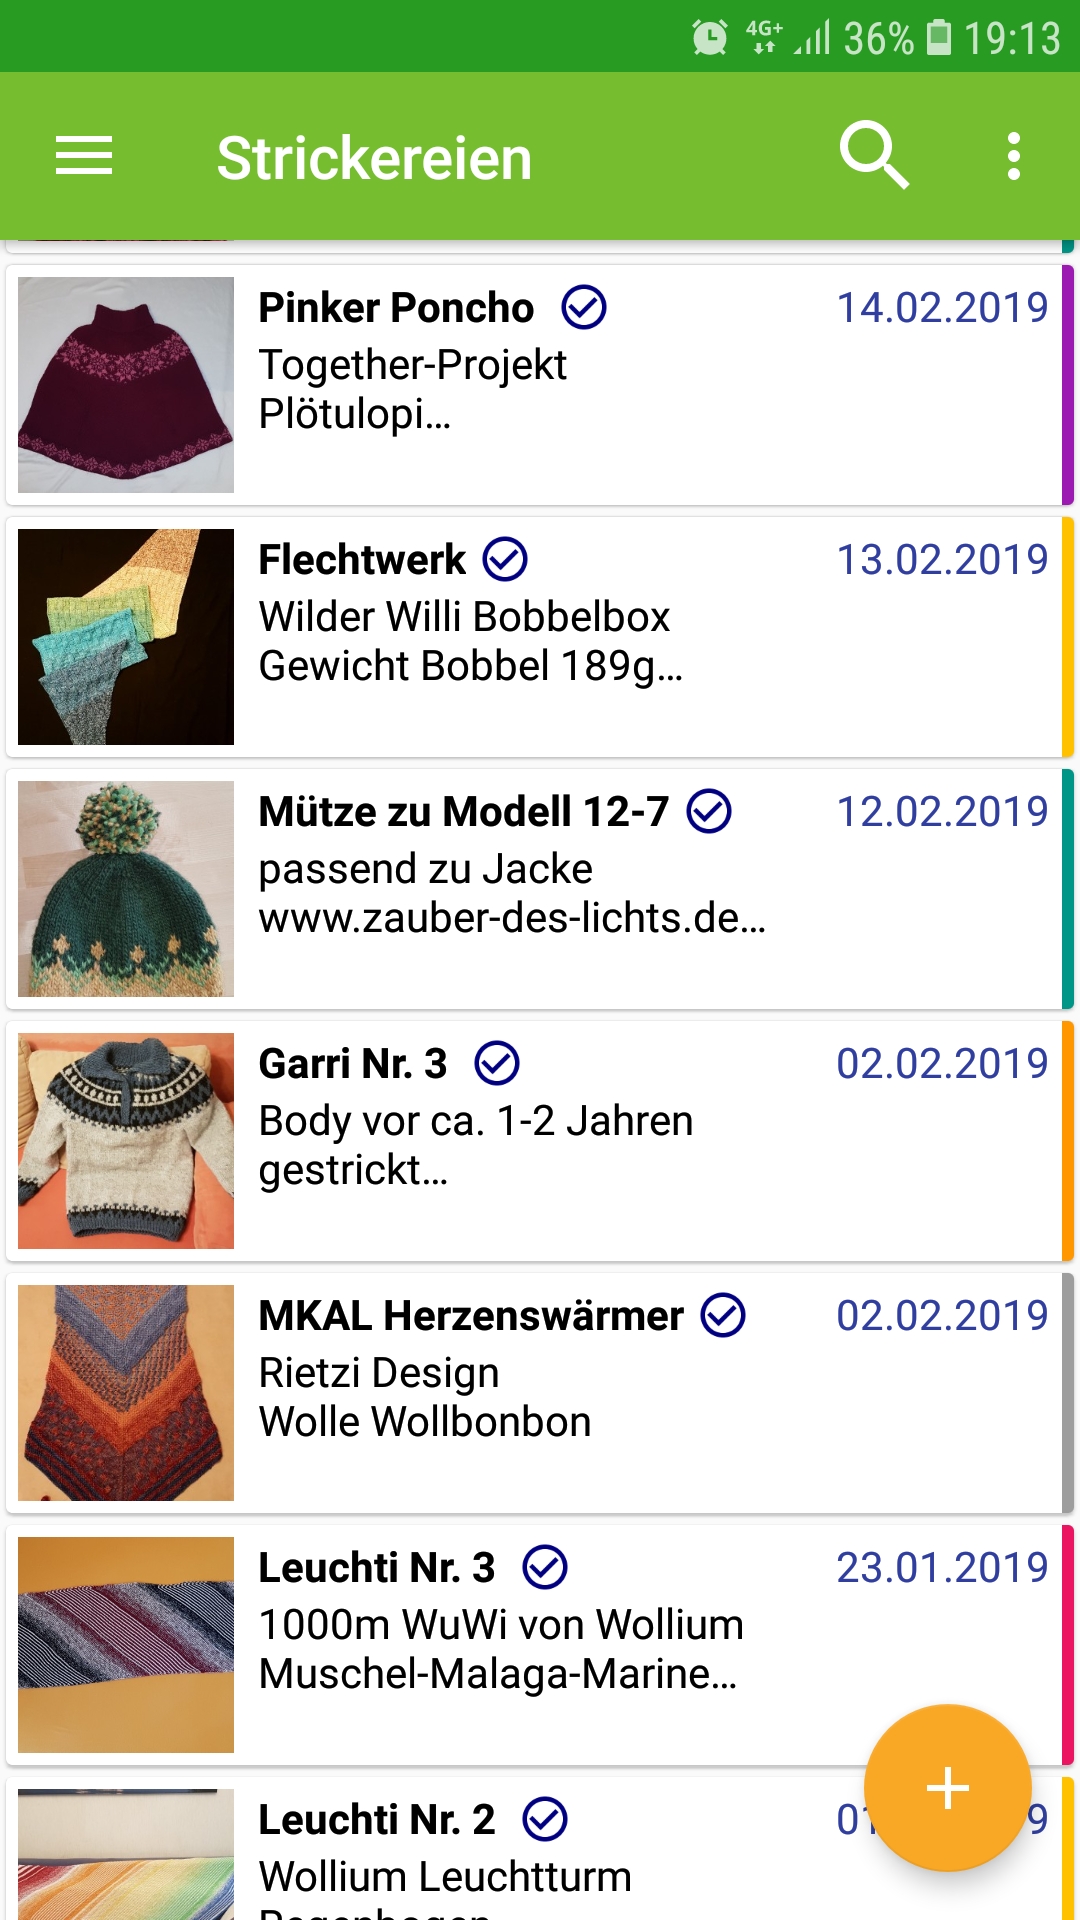 4G+ 36% 19:13
Strickereien
Pinker Poncho 14.02.2019
Together-Projekt
Plötulopi...
Flechtwerk 13.02.2019
Wilder Willi Bobbelbox
Gewicht Bobbel 189g...
Mütze zu Modell 12-7 12.02.2019
passend zu Jacke
www.zauber-des-lichts.de...
Garri Nr. 3 02.02.2019
Body vor ca. 1-2 Jahren
gestrickt...
MKAL Herzenswärmer 02.02.2019
Rietzi Design
Wolle Wollbonbon
Leuchti Nr. 3 23.01.2019
1000m WuWi von Wollium
Muschel-Malaga-Marine...
Leuchti Nr. 2
Wollium Leuchtturm